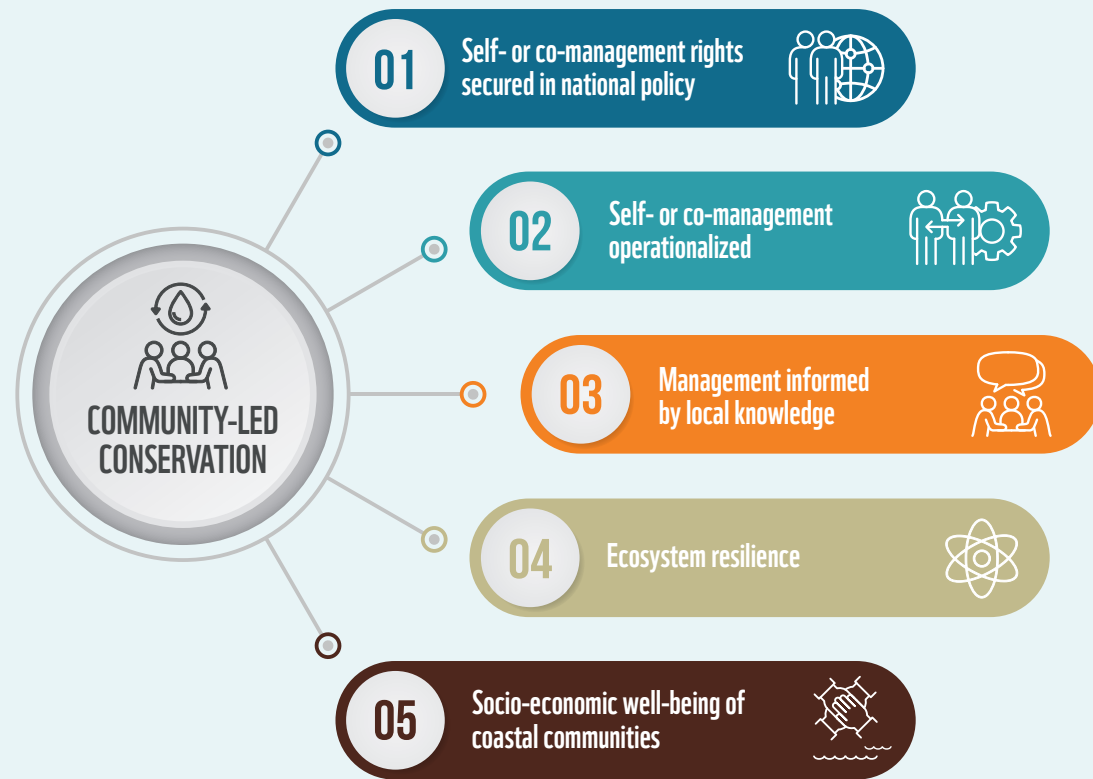 01
Self- or co-management rights
secured in national policy
02
Self- or co-management
operationalized
COMMUNITY-LED
CONSERVATION
03
Management informed
by local knowledge
04
Ecosystem resilience
05
Socio-economic well-being of
coastal communities